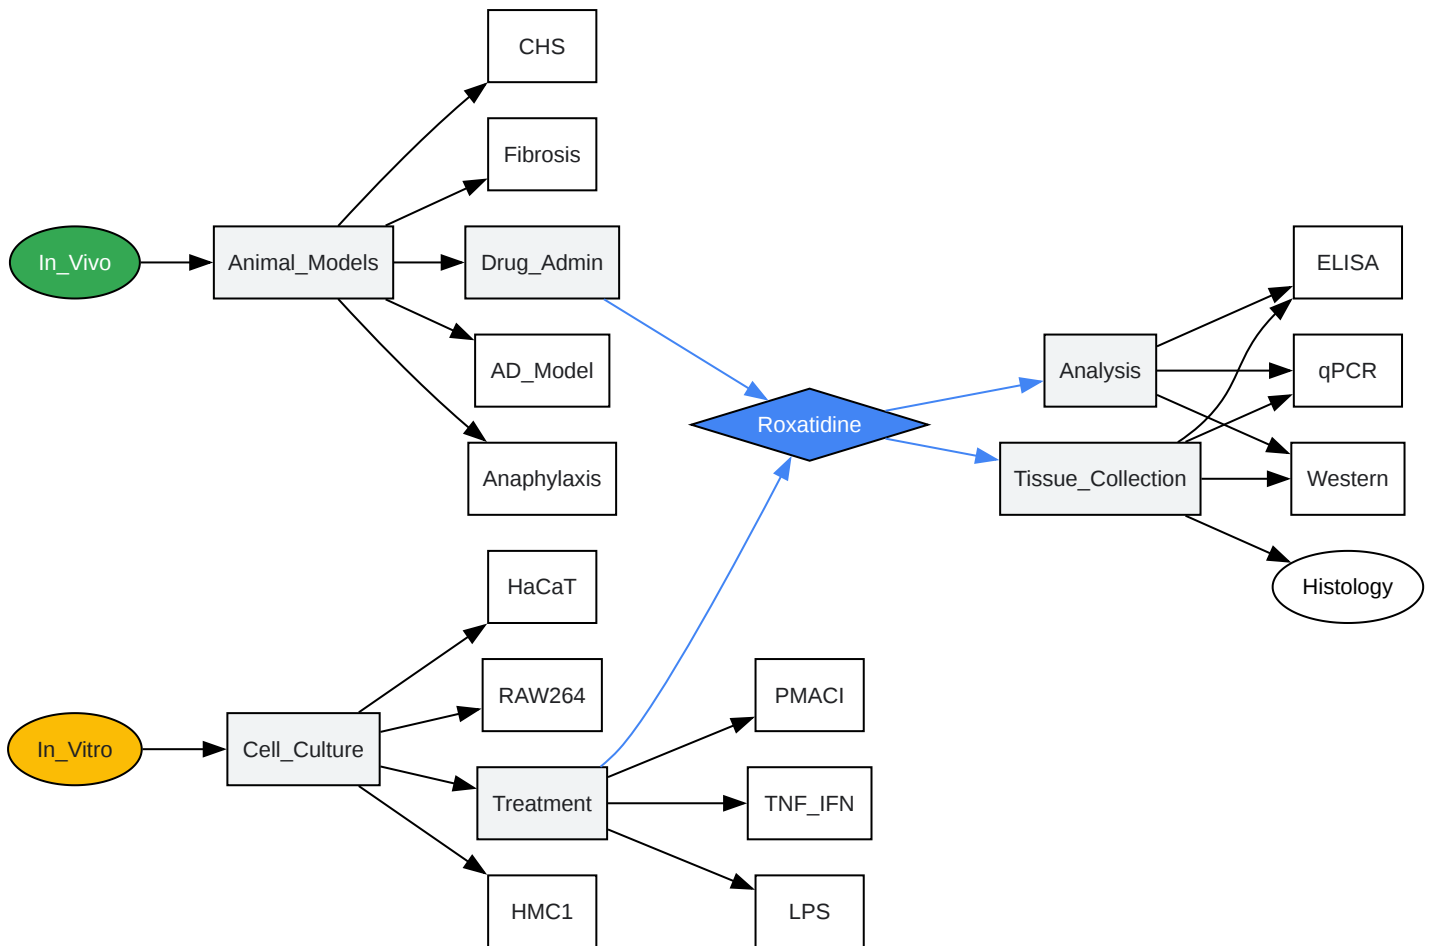 CHS
Fibrosis
In_Vivo
Animal_Models
Drug_Admin
ELISA
AD_Model
Analysis
qPCR
Roxatidine
Anaphylaxis
Tissue_Collection
Western
HaCaT
Histology
RAW264
PMACI
In_Vitro
Cell_Culture
Treatment
TNF_IFN
HMC1
LPS